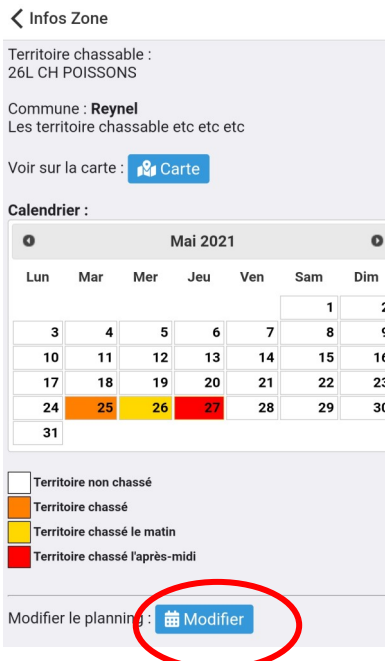 Infos Zone
Territoire chassable :
26L CH POISSONS
Commune : Reynel
Les territoire chassable etc etc etc
Voir sur la carte : Carte
Calendrier :
Mai 2021
Lun Mar Mer Jeu Ven Sam Dim
1 2
3 4 5 6 7 8 9
10 11 12 13 14 15 16
17 18 19 20 21 22 23
24 25 26 27 28 29 30
31
Territoire non chassé
Territoire chassé
Territoire chassé le matin
Territoire chassé l'après-midi
Modifier le planning : Modifier